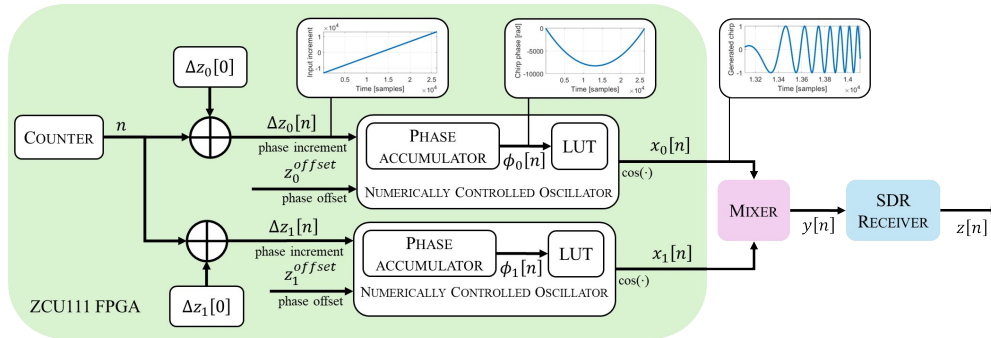 ×10⁴
1
0
-1
Input increment
0.5
1
1.5
2
2.5
Time [samples]
×10⁴
0
-5000
-10000
Chirp phase [rad]
0.5
1
1.5
2
2.5
Time [samples]
×10⁴
1
0
-1
Generated chirp
1.32
1.34
1.36
1.38
1.4
Time [samples]
×10⁴
Δz₀[0]
COUNTER
n
Δz₀[n]
phase increment
z₀^offset
phase offset
PHASE
ACCUMULATOR
ϕ₀[n]
LUT
NUMERICALLY CONTROLLED OSCILLATOR
x₀[n]
cos(·)
MIXER
y[n]
SDR
RECEIVER
z[n]
Δz₁[n]
phase increment
z₁^offset
phase offset
PHASE
ACCUMULATOR
ϕ₁[n]
LUT
NUMERICALLY CONTROLLED OSCILLATOR
x₁[n]
cos(·)
Δz₁[0]
ZCU111 FPGA